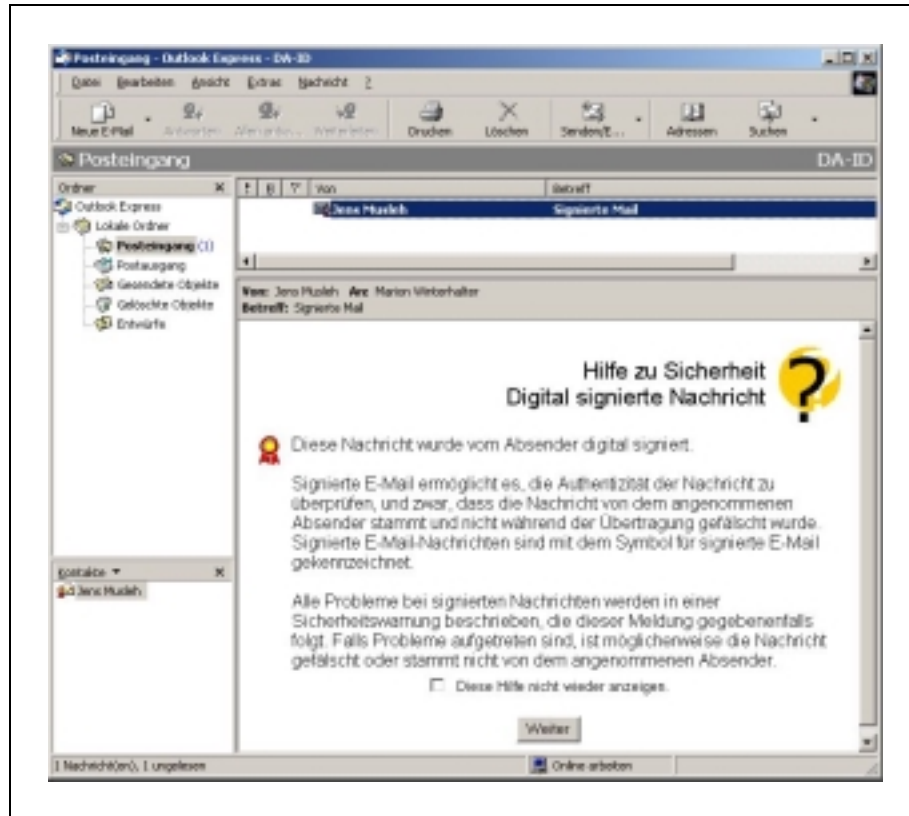 Posteingang - Outlook Express - DA-ID
Datei Bearbeiten Ansicht Extras Nachricht ?
Neue E-Mail Antworten Weiterleiten Drucken Löschen Senden/E... Adressen Suchen
Posteingang DA-ID
Ordner
Outlook Express
Lokale Ordner
Posteingang (1)
Postausgang
Gesendete Objekte
Gelöschte Objekte
Entwürfe
Kontakte
Jens Musleh
! Von Betreff
Jens Musleh Signierte Mail
Von: Jens Musleh An: Marion Winterhalter
Betreff: Signierte Mail
Hilfe zu Sicherheit
Digital signierte Nachricht
Diese Nachricht wurde vom Absender digital signiert.
Signierte E-Mail ermöglicht es, die Authentizität der Nachricht zu
überprüfen, und zwar, dass die Nachricht von dem angenommenen
Absender stammt und nicht während der Übertragung gefälscht wurde.
Signierte E-Mail-Nachrichten sind mit dem Symbol für signierte E-Mail
gekennzeichnet.
Alle Probleme bei signierten Nachrichten werden in einer
Sicherheitswarnung beschrieben, die dieser Meldung gegebenenfalls
folgt. Falls Probleme aufgetreten sind, ist möglicherweise die Nachricht
gefälscht oder stammt nicht von dem angenommenen Absender.
Diese Hilfe nicht wieder anzeigen.
Weiter
1 Nachricht(en), 1 ungelesen Online arbeiten